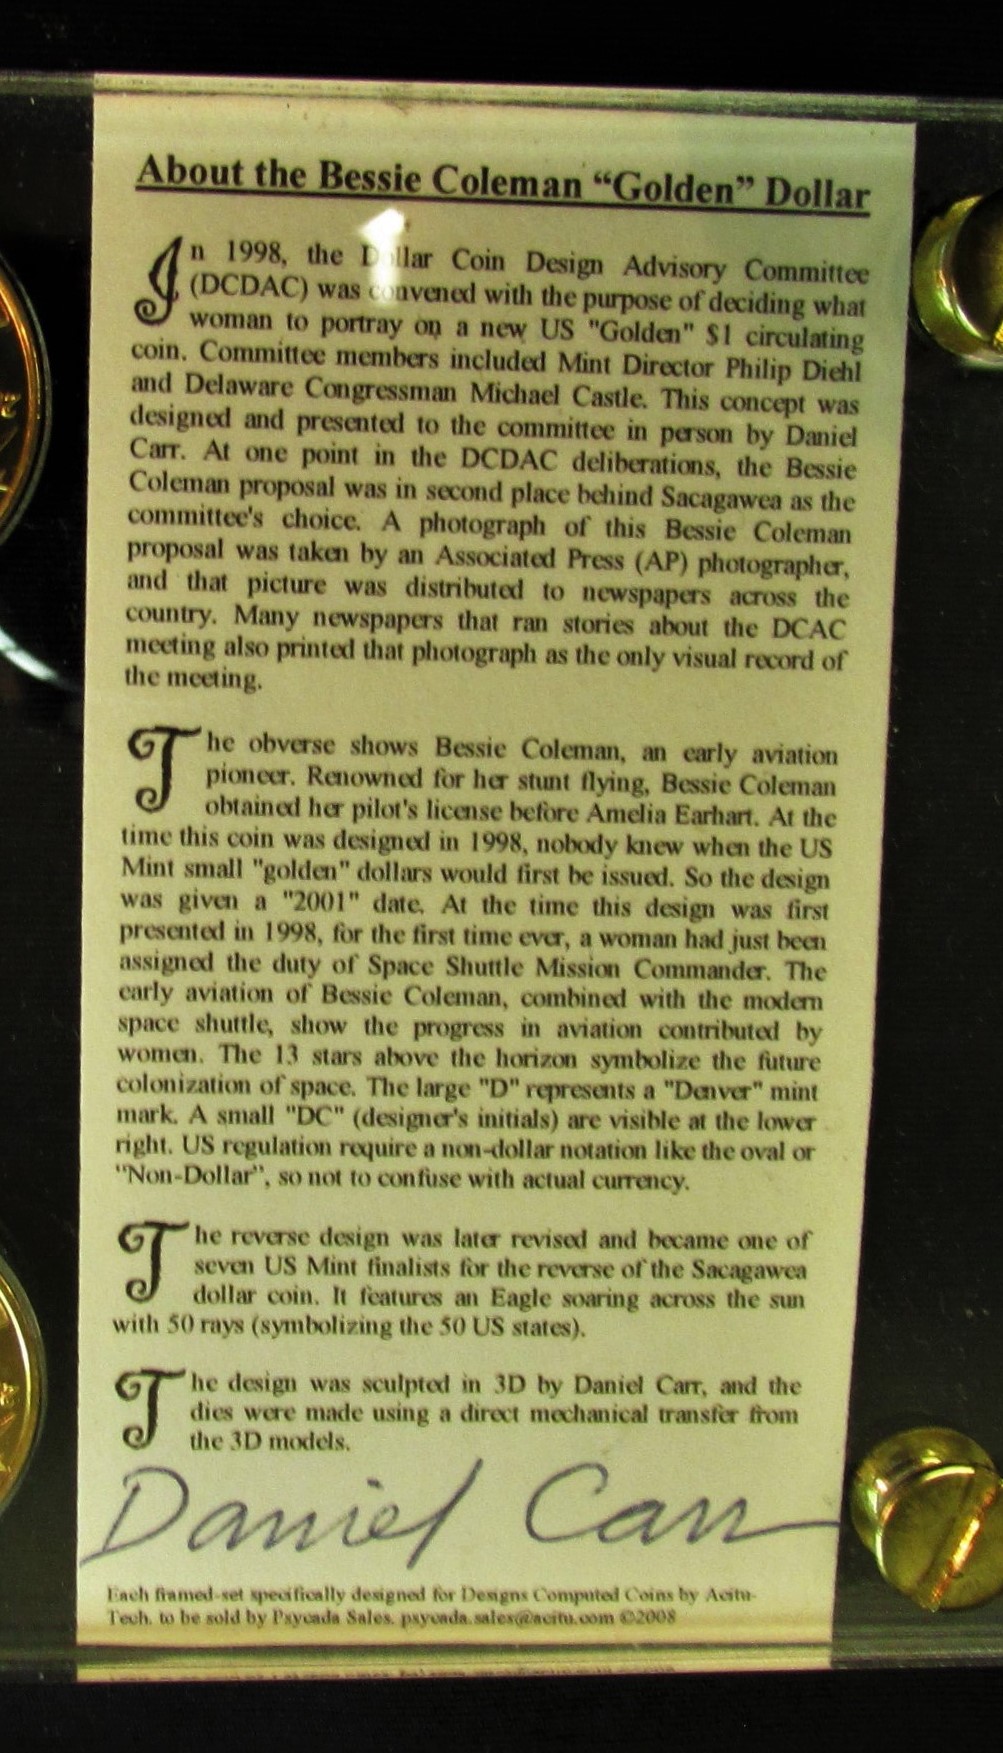 About the Bessie Coleman “Golden” Dollar
In 1998, the Dollar Coin Design Advisory Committee
(DCDAC) was convened with the purpose of deciding what
woman to portray on a new US "Golden" $1 circulating
coin. Committee members included Mint Director Philip Diehl
and Delaware Congressman Michael Castle. This concept was
designed and presented to the committee in person by Daniel
Carr. At one point in the DCDAC deliberations, the Bessie
Coleman proposal was in second place behind Sacagawea as the
committee's choice. A photograph of this Bessie Coleman
proposal was taken by an Associated Press (AP) photographer,
and that picture was distributed to newspapers across the
country. Many newspapers that ran stories about the DCAC
meeting also printed that photograph as the only visual record of
the meeting.
The obverse shows Bessie Coleman, an early aviation
pioneer. Renowned for her stunt flying, Bessie Coleman
obtained her pilot's license before Amelia Earhart. At the
time this coin was designed in 1998, nobody knew when the US
Mint small "golden" dollars would first be issued. So the design
was given a "2001" date. At the time this design was first
presented in 1998, for the first time ever, a woman had just been
assigned the duty of Space Shuttle Mission Commander. The
early aviation of Bessie Coleman, combined with the modern
space shuttle, show the progress in aviation contributed by
women. The 13 stars above the horizon symbolize the future
colonization of space. The large "D" represents a "Denver" mint
mark. A small "DC" (designer's initials) are visible at the lower
right. US regulation require a non-dollar notation like the oval or
"Non-Dollar", so not to confuse with actual currency.
The reverse design was later revised and became one of
seven US Mint finalists for the reverse of the Sacagawea
dollar coin. It features an Eagle soaring across the sun
with 50 rays (symbolizing the 50 US states).
The design was sculpted in 3D by Daniel Carr, and the
dies were made using a direct mechanical transfer from
the 3D models.
Daniel Carr
Each framed-set specifically designed for Designs Computed Coins by Acitu-
Tech. to be sold by Psycada Sales. psycada.sales@acitu.com ©2008